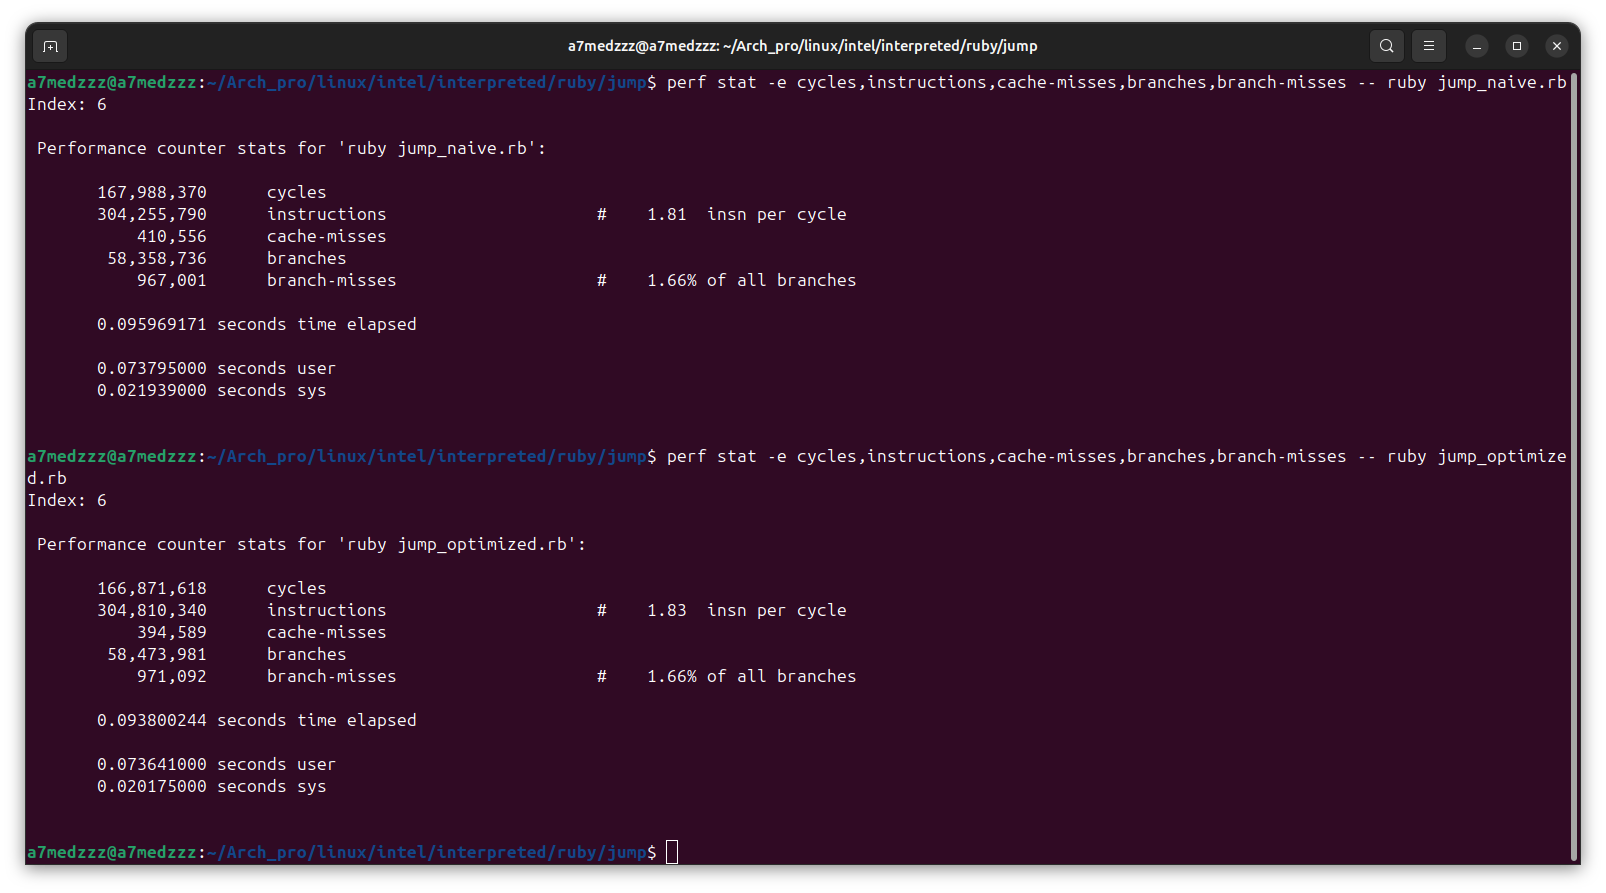 a7medzzz@a7medzzz: ~/Arch_pro/linux/intel/interpreted/ruby/jump
a7medzzz@a7medzzz:~/Arch_pro/linux/intel/interpreted/ruby/jump$ perf stat -e cycles,instructions,cache-misses,branches,branch-misses -- ruby jump_naive.rb
Index: 6
Performance counter stats for 'ruby jump_naive.rb':
167,988,370      cycles
304,255,790      instructions                     #    1.81  insn per cycle
410,556      cache-misses
58,358,736      branches
967,001      branch-misses                    #    1.66% of all branches
0.095969171 seconds time elapsed
0.073795000 seconds user
0.021939000 seconds sys
a7medzzz@a7medzzz:~/Arch_pro/linux/intel/interpreted/ruby/jump$ perf stat -e cycles,instructions,cache-misses,branches,branch-misses -- ruby jump_optimize
d.rb
Index: 6
Performance counter stats for 'ruby jump_optimized.rb':
166,871,618      cycles
304,810,340      instructions                     #    1.83  insn per cycle
394,589      cache-misses
58,473,981      branches
971,092      branch-misses                    #    1.66% of all branches
0.093800244 seconds time elapsed
0.073641000 seconds user
0.020175000 seconds sys
a7medzzz@a7medzzz:~/Arch_pro/linux/intel/interpreted/ruby/jump$